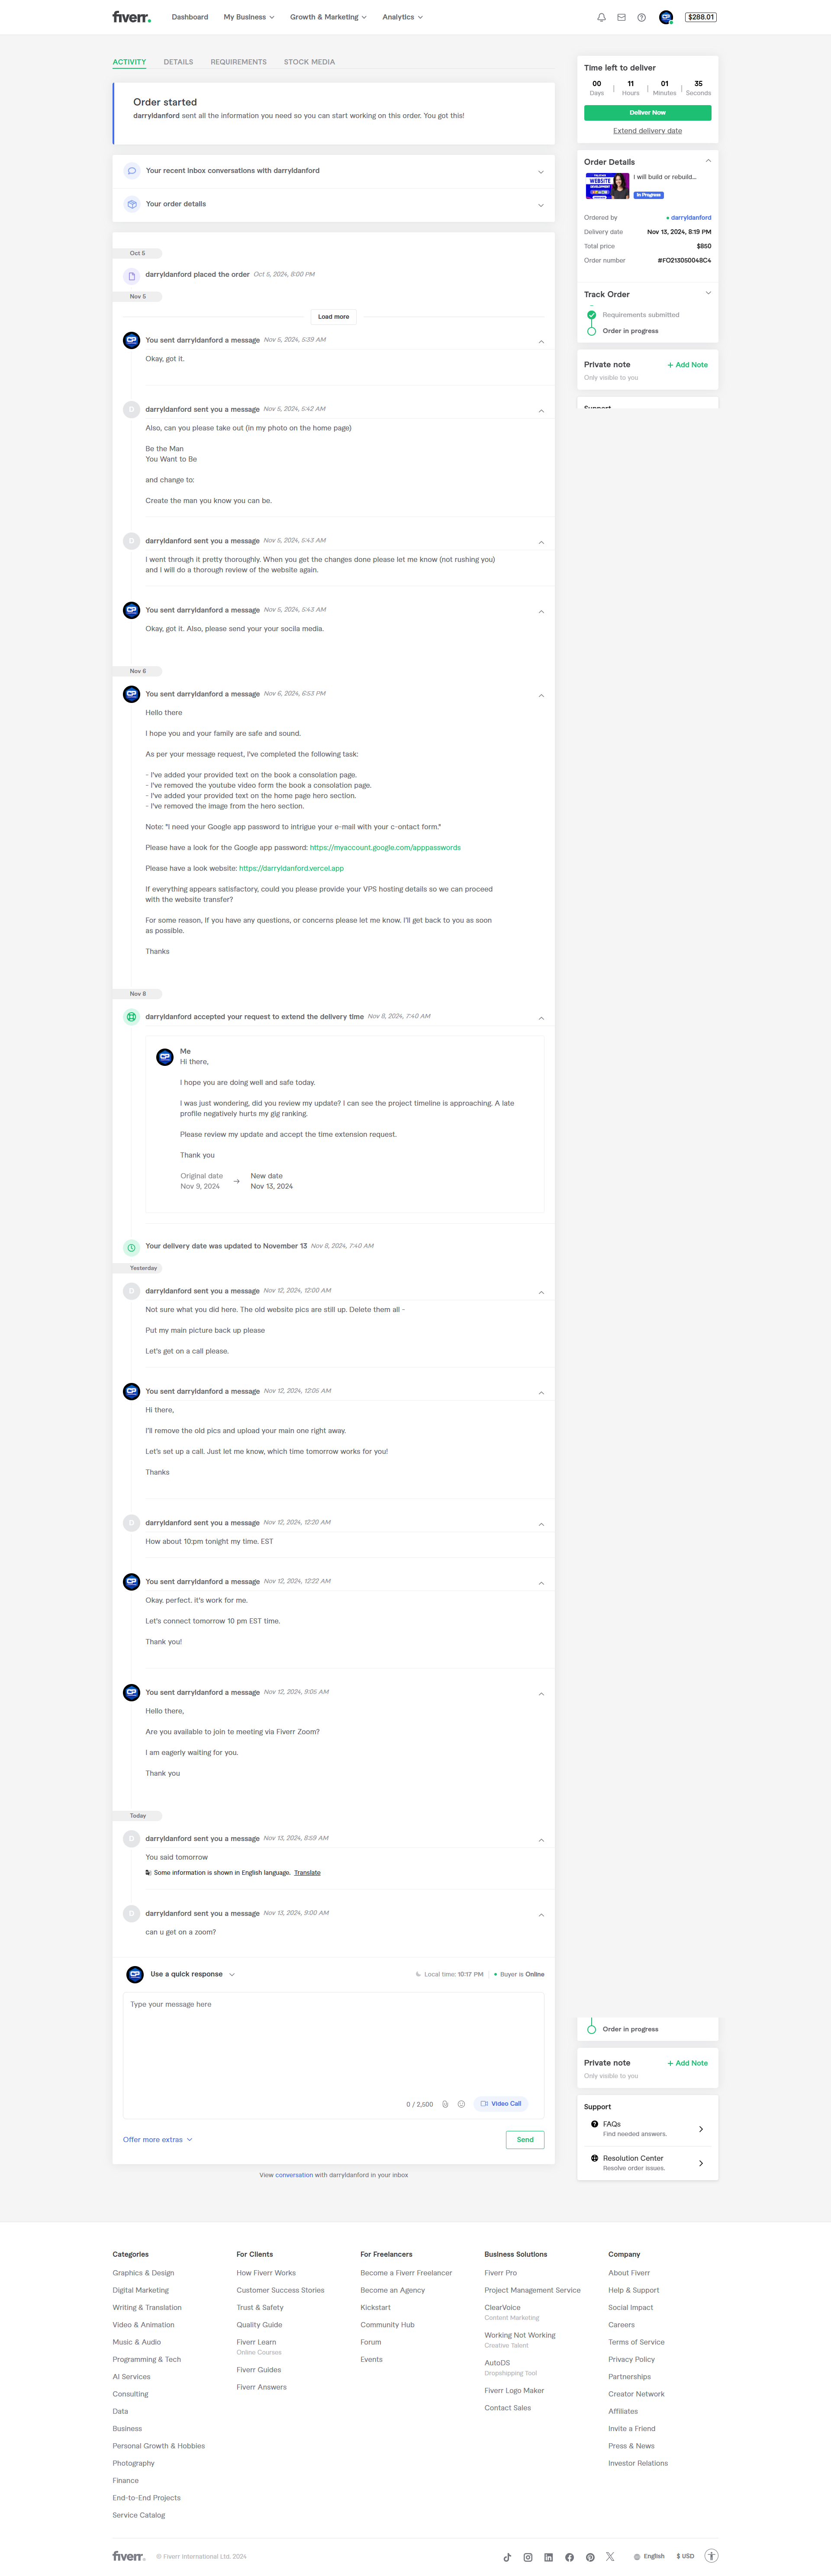 fiverr.
Dashboard
My Business
Growth & Marketing
Analytics
$288.01
ACTIVITY
DETAILS
REQUIREMENTS
STOCK MEDIA
Order started
darryldanford sent all the information you need so you can start working on this order. You got this!
Your recent inbox conversations with darryldanford
Your order details
Oct 5
darryldanford placed the order Oct 5, 2024, 8:00 PM
Nov 5
Load more
You sent darryldanford a message Nov 5, 2024, 5:39 AM
Okay, got it.
D
darryldanford sent you a message Nov 5, 2024, 5:42 AM
Also, can you please take out (in my photo on the home page)
Be the Man
You Want to Be
and change to:
Create the man you know you can be.
D
darryldanford sent you a message Nov 5, 2024, 5:43 AM
I went through it pretty thoroughly. When you get the changes done please let me know (not rushing you)
and I will do a thorough review of the website again.
You sent darryldanford a message Nov 5, 2024, 5:43 AM
Okay, got it. Also, please send your your socila media.
Nov 6
You sent darryldanford a message Nov 6, 2024, 6:53 PM
Hello there
I hope you and your family are safe and sound.
As per your message request, I've completed the following task:
- I've added your provided text on the book a consolation page.
- I've removed the youtube video form the book a consolation page.
- I've added your provided text on the home page hero section.
- I've removed the image from the hero section.
Note: "I need your Google app password to intrigue your e-mail with your c-ontact form."
Please have a look for the Google app password: https://myaccount.google.com/apppasswords
Please have a look website: https://darryldanford.vercel.app
If everything appears satisfactory, could you please provide your VPS hosting details so we can proceed
with the website transfer?
For some reason, If you have any questions, or concerns please let me know. I'll get back to you as soon
as possible.
Thanks
Nov 8
darryldanford accepted your request to extend the delivery time Nov 8, 2024, 7:40 AM
Me
Hi there,
I hope you are doing well and safe today.
I was just wondering, did you review my update? I can see the project timeline is approaching. A late
profile negatively hurts my gig ranking.
Please review my update and accept the time extension request.
Thank you
Original date
Nov 9, 2024
New date
Nov 13, 2024
Your delivery date was updated to November 13 Nov 8, 2024, 7:40 AM
Yesterday
D
darryldanford sent you a message Nov 12, 2024, 12:00 AM
Not sure what you did here. The old website pics are still up. Delete them all -
Put my main picture back up please
Let's get on a call please.
You sent darryldanford a message Nov 12, 2024, 12:05 AM
Hi there,
I'll remove the old pics and upload your main one right away.
Let's set up a call. Just let me know, which time tomorrow works for you!
Thanks
D
darryldanford sent you a message Nov 12, 2024, 12:20 AM
How about 10:pm tonight my time. EST
You sent darryldanford a message Nov 12, 2024, 12:22 AM
Okay. perfect. it's work for me.
Let's connect tomorrow 10 pm EST time.
Thank you!
You sent darryldanford a message Nov 12, 2024, 9:05 AM
Hello there,
Are you available to join te meeting via Fiverr Zoom?
I am eagerly waiting for you.
Thank you
Today
D
darryldanford sent you a message Nov 13, 2024, 8:59 AM
You said tomorrow
Some information is shown in English language. Translate
D
darryldanford sent you a message Nov 13, 2024, 9:00 AM
can u get on a zoom?
Use a quick response
Local time: 10:17 PM
Buyer is Online
Type your message here
0 / 2,500
Video Call
Offer more extras
Send
View conversation with darryldanford in your inbox
Time left to deliver
00
11
01
35
Days
Hours
Minutes
Seconds
Deliver Now
Extend delivery date
Order Details
WEBSITE
DEVELOPMENT
I will build or rebuild...
In Progress
Ordered by
darryldanford
Delivery date
Nov 13, 2024, 8:19 PM
Total price
$850
Order number
#FO213050048C4
Track Order
Requirements submitted
Order in progress
Private note
+ Add Note
Only visible to you
Support
Order in progress
Private note
+ Add Note
Only visible to you
Support
FAQs
Find needed answers.
Resolution Center
Resolve order issues.
Categories
Graphics & Design
Digital Marketing
Writing & Translation
Video & Animation
Music & Audio
Programming & Tech
AI Services
Consulting
Data
Business
Personal Growth & Hobbies
Photography
Finance
End-to-End Projects
Service Catalog
For Clients
How Fiverr Works
Customer Success Stories
Trust & Safety
Quality Guide
Fiverr Learn
Online Courses
Fiverr Guides
Fiverr Answers
For Freelancers
Become a Fiverr Freelancer
Become an Agency
Kickstart
Community Hub
Forum
Events
Business Solutions
Fiverr Pro
Project Management Service
ClearVoice
Content Marketing
Working Not Working
Creative Talent
AutoDS
Dropshipping Tool
Fiverr Logo Maker
Contact Sales
Company
About Fiverr
Help & Support
Social Impact
Careers
Terms of Service
Privacy Policy
Partnerships
Creator Network
Affiliates
Invite a Friend
Press & News
Investor Relations
fiverr.
© Fiverr International Ltd. 2024
English
$ USD